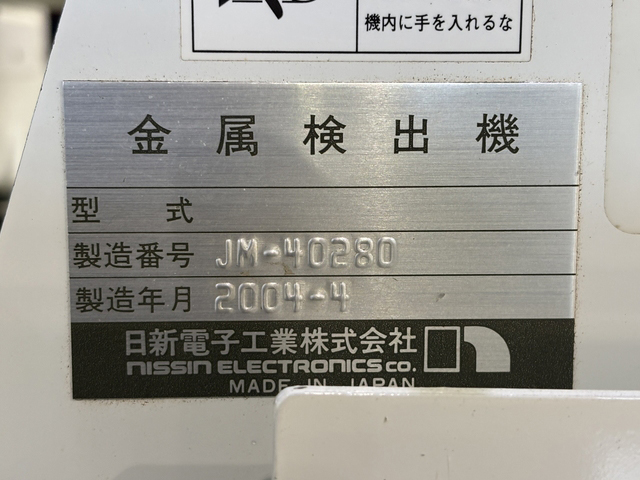 機内に手を入れるな
金属検出機
型式
製造番号 JM-40280
製造年月 2004-4
日新電子工業株式会社
NISSIN ELECTRONICS CO.
MADE IN JAPAN